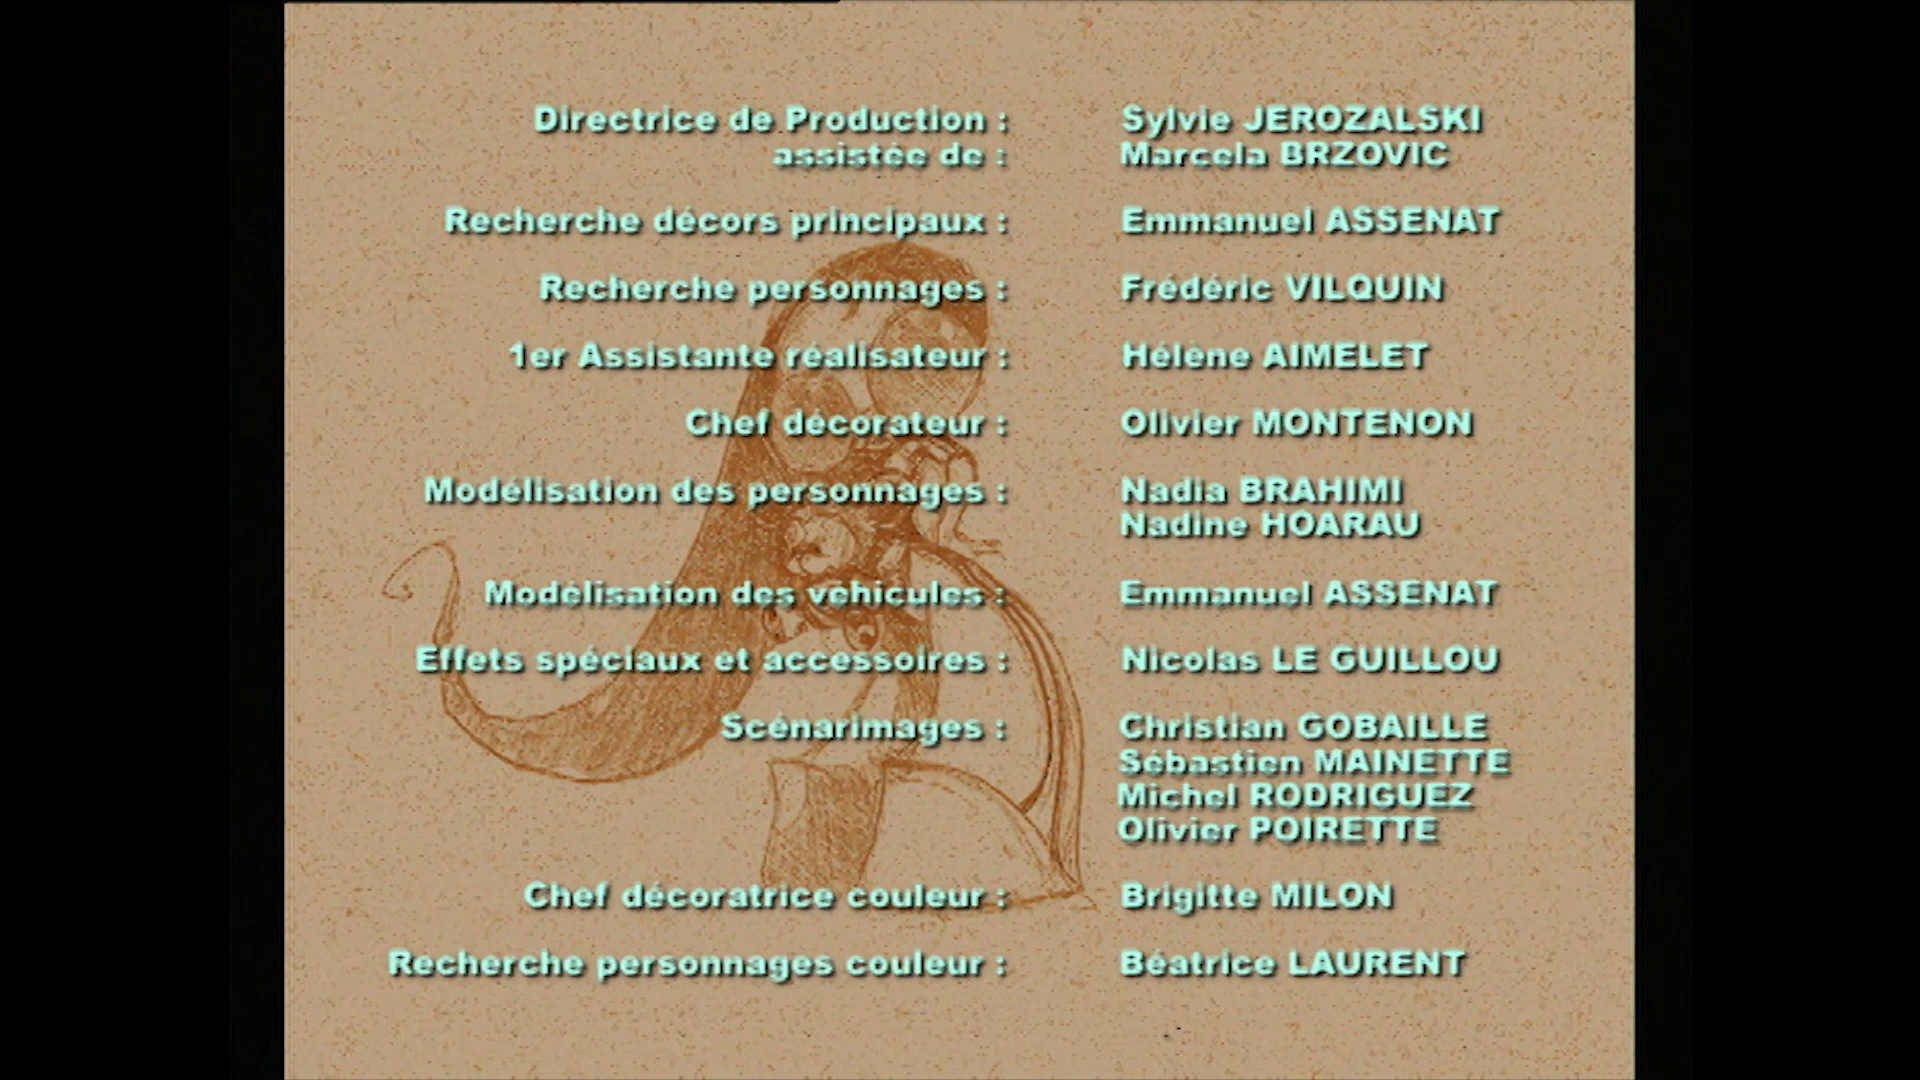 Directrice de Production : Sylvie JEROZALSKI
assistée de : Marcela BRZOVIC
Recherche décors principaux : Emmanuel ASSENAT
Recherche personnages : Frédéric VILQUIN
1er Assistante réalisateur : Hélène AIMELET
Chef décorateur : Olivier MONTENON
Modélisation des personnages : Nadia BRAHIMI
Nadine HOARAU
Modélisation des véhicules : Emmanuel ASSENAT
Effets spéciaux et accessoires : Nicolas LE GUILLOU
Scénarimages : Christian GOBAILLE
Sébastien MAINETTE
Michel RODRIGUEZ
Olivier POIRETTE
Chef décoratrice couleur : Brigitte MILON
Recherche personnages couleur : Béatrice LAURENT